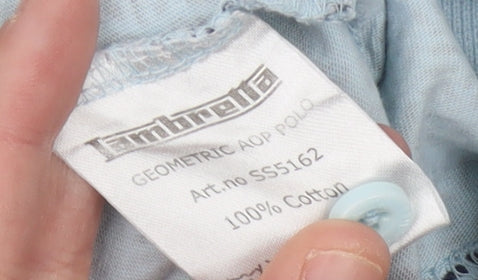 Lambretta
GEOMETRIC AOP POLO
Art.no SS5162
100% Cotton